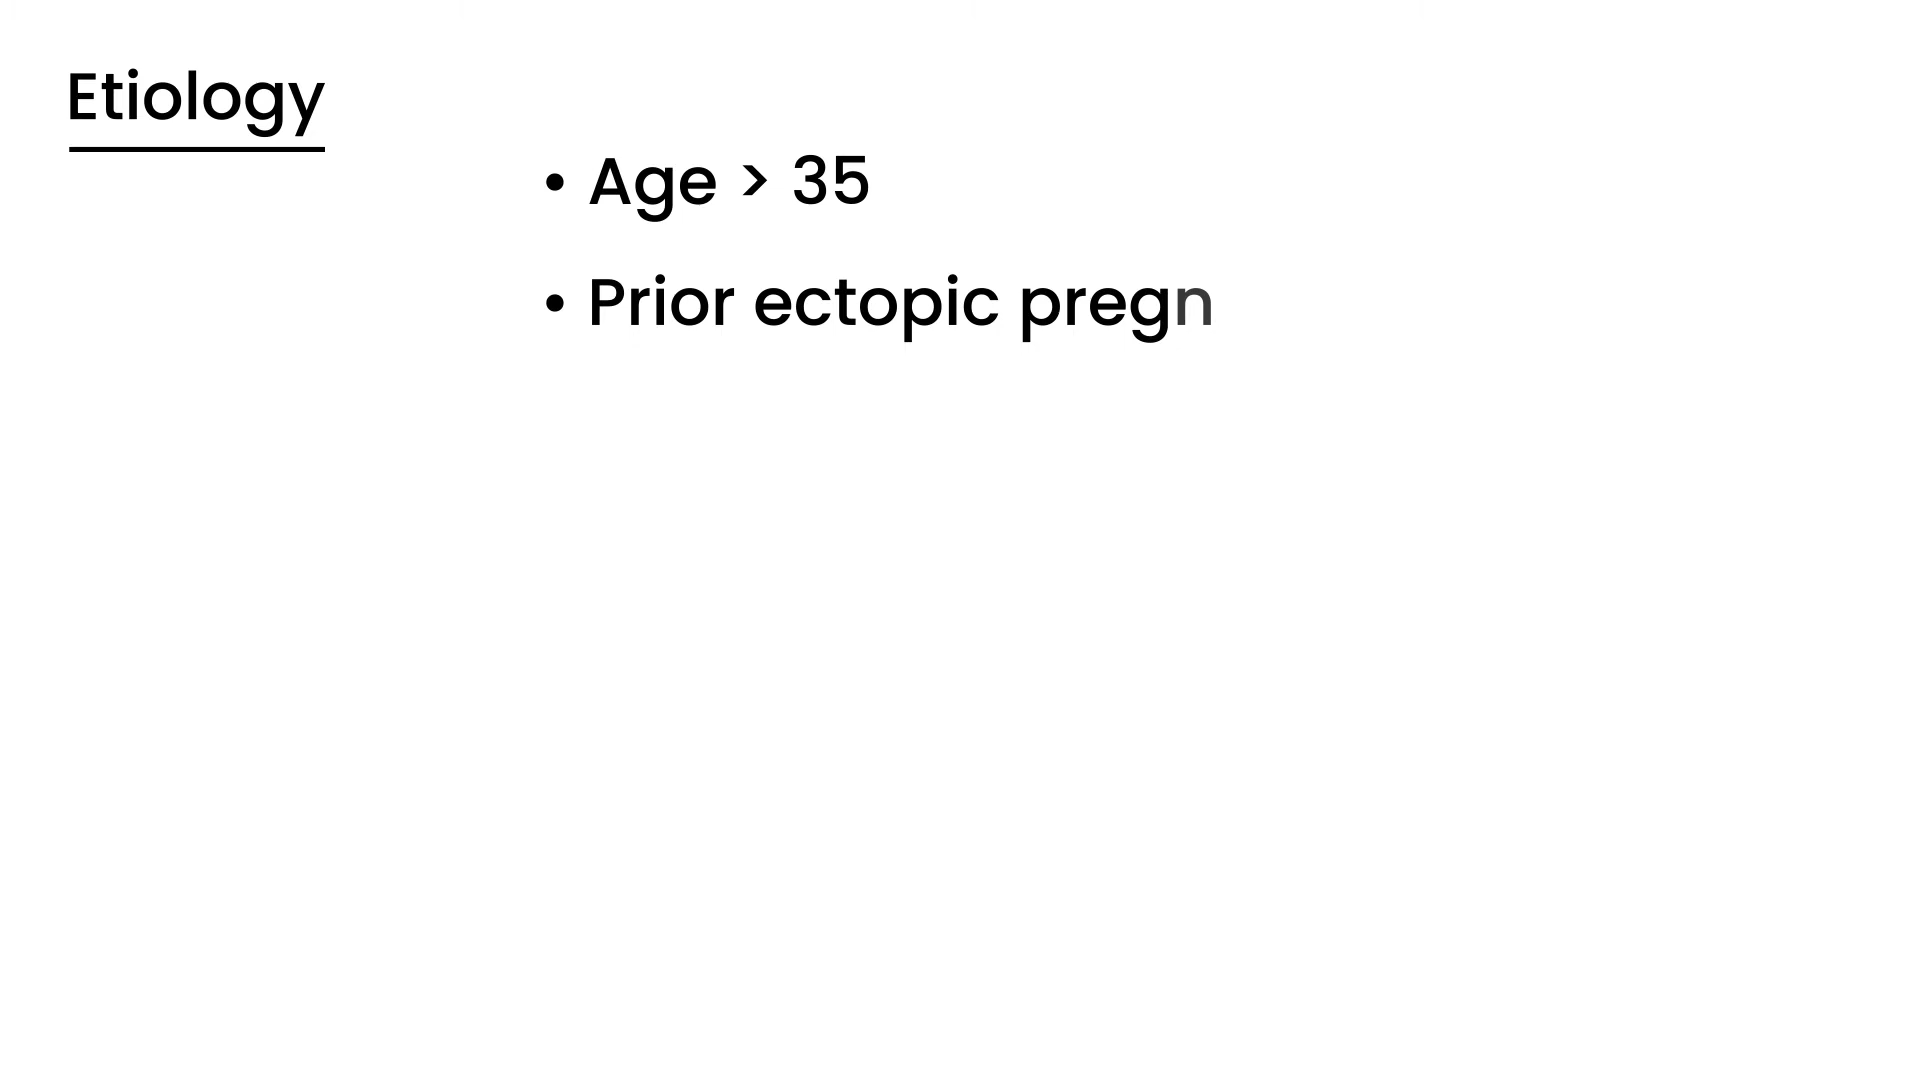 Etiology
• Age > 35
• Prior ectopic pregn